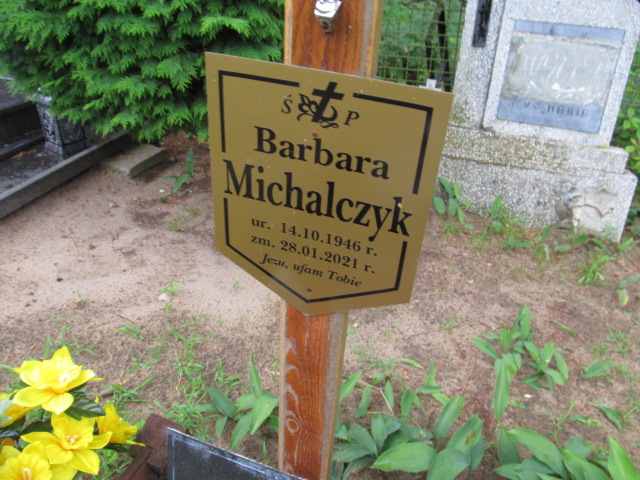 Ś P
Barbara
Michalczyk
ur. 14.10.1946 r.
zm. 28.01.2021 r.
Jezu, ufam Tobie